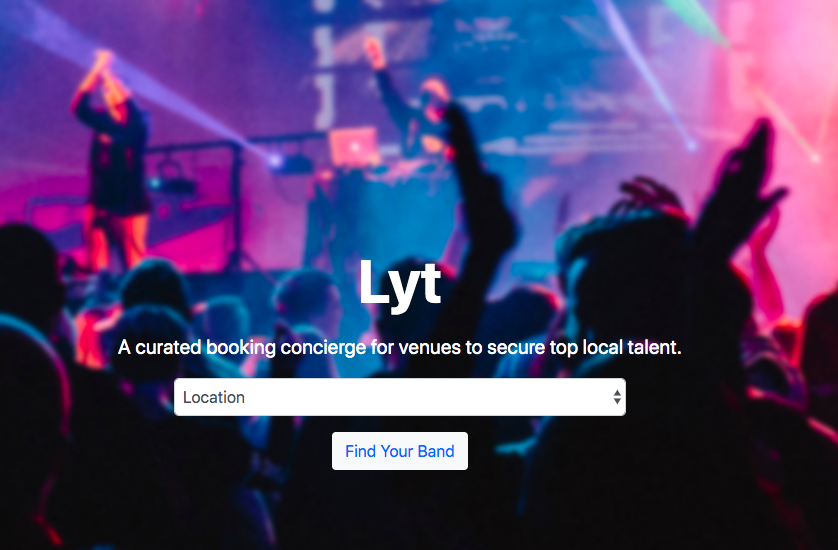 Lyt
A curated booking concierge for venues to secure top local talent.
Location
Find Your Band